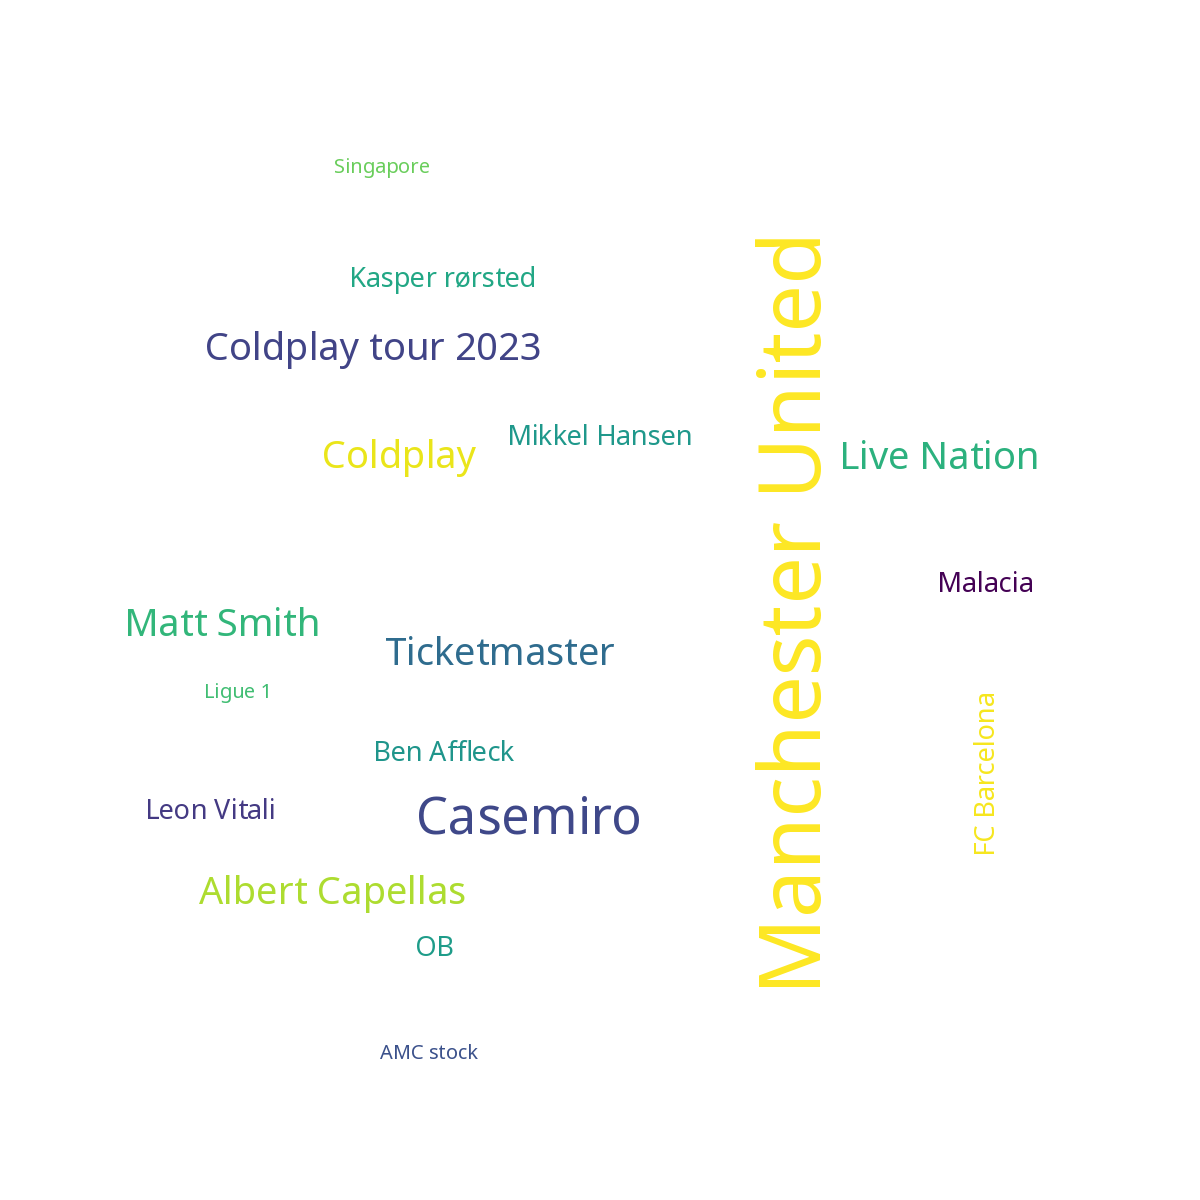 Singapore
Kasper rørsted
Coldplay tour 2023
Coldplay
Mikkel Hansen
Manchester United
Live Nation
Malacia
Matt Smith
Ticketmaster
Ligue 1
FC Barcelona
Ben Affleck
Leon Vitali
Casemiro
Albert Capellas
OB
AMC stock